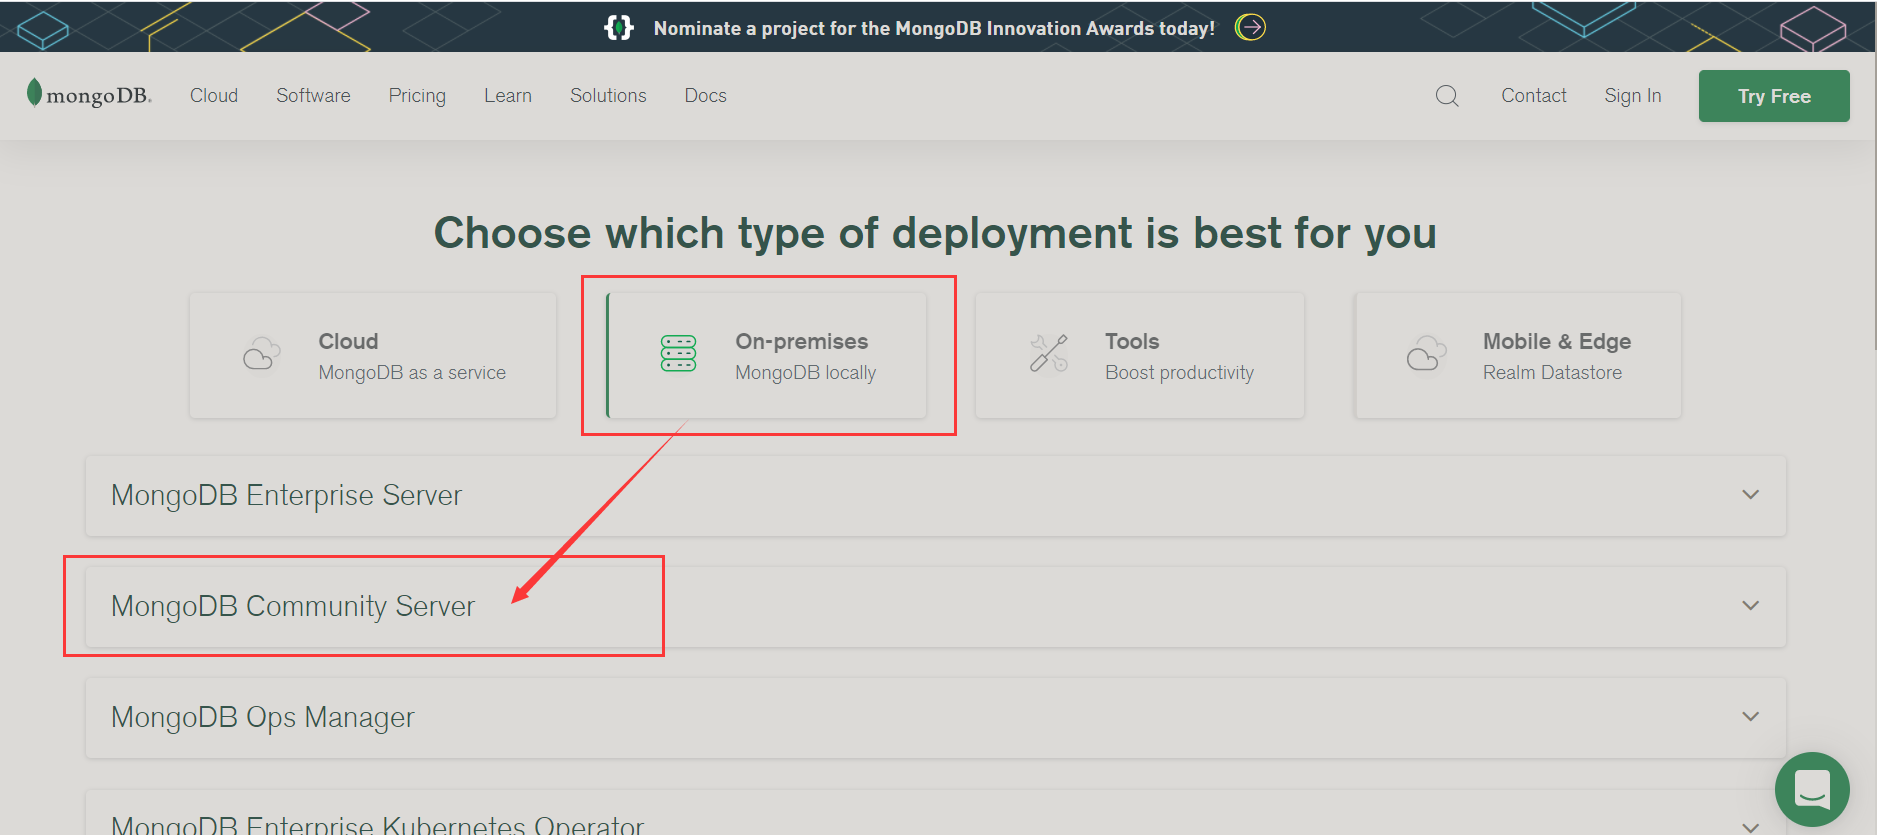 Nominate a project for the MongoDB Innovation Awards today!
mongoDB.
Cloud
Software
Pricing
Learn
Solutions
Docs
Contact
Sign In
Try Free
Choose which type of deployment is best for you
Cloud
MongoDB as a service
On-premises
MongoDB locally
Tools
Boost productivity
Mobile & Edge
Realm Datastore
MongoDB Enterprise Server
MongoDB Community Server
MongoDB Ops Manager
MongoDB Enterprise Kubernetes Operator